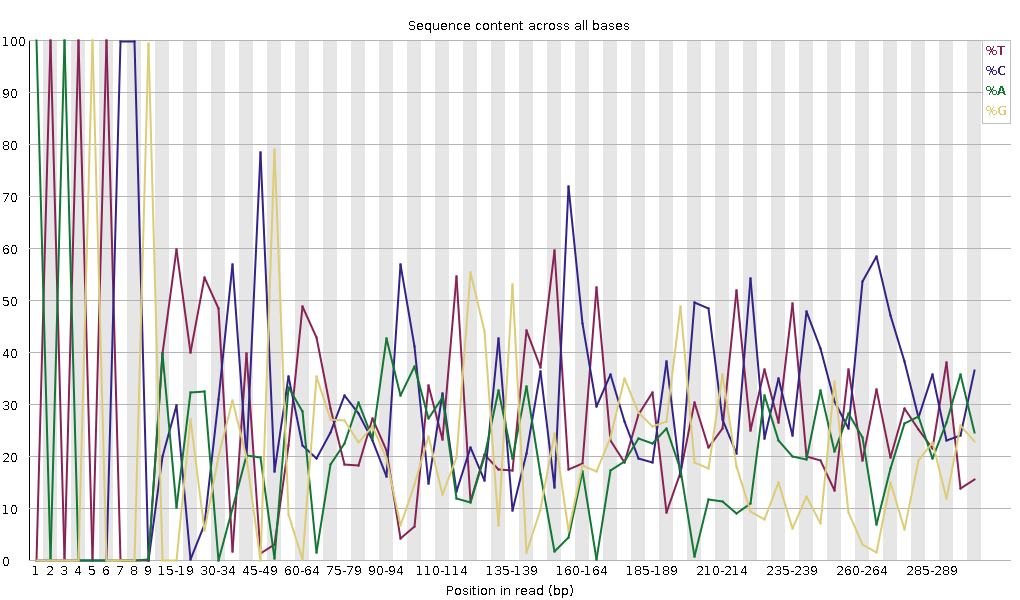 Sequence content across all bases
100
90
80
70
60
50
40
30
20
10
0
%T
%C
%A
%G
1 2 3 4 5 6 7 8 9 15-19 30-34 45-49 60-64 75-79 90-94 110-114 135-139 160-164 185-189 210-214 235-239 260-264 285-289
Position in read (bp)